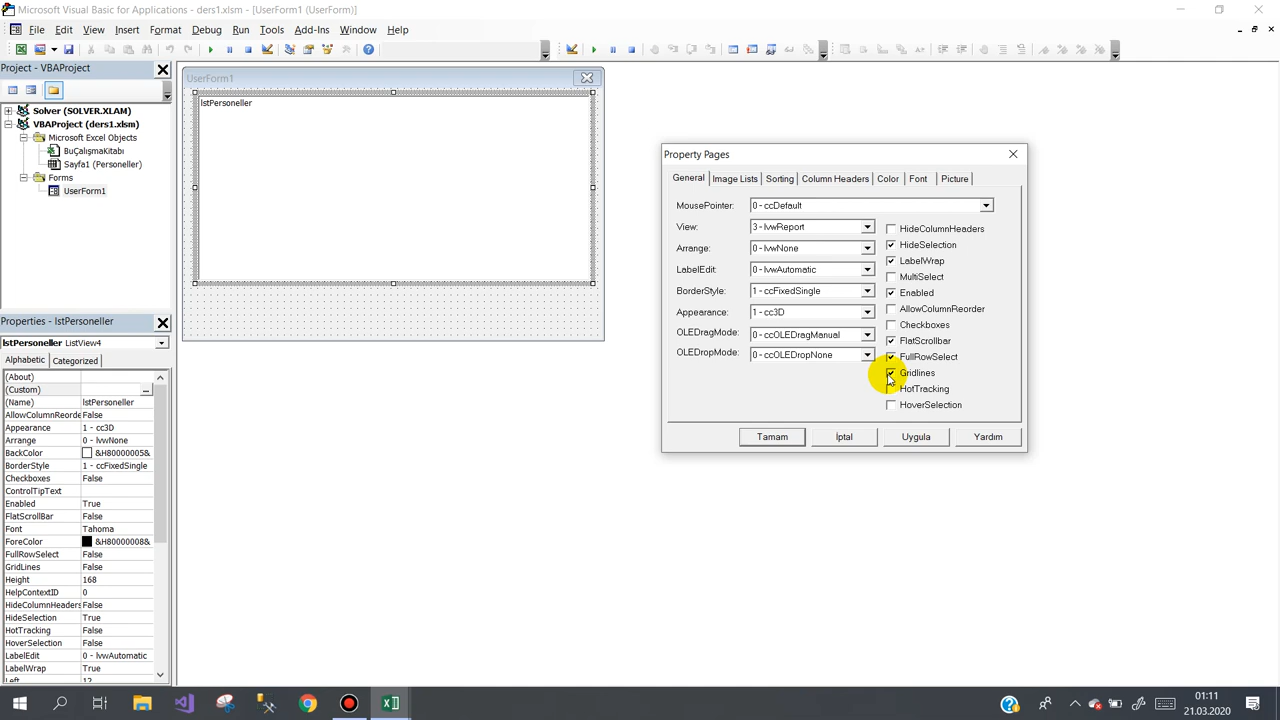 Microsoft Visual Basic for Applications - ders1.xlsm - [UserForm1 (UserForm)]
File Edit View Insert Format Debug Run Tools Add-Ins Window Help
Project - VBAProject
Solver (SOLVER.XLAM)
VBAProject (ders1.xlsm)
Microsoft Excel Objects
BuÇalışmaKitabı
Sayfa1 (Personeller)
Forms
UserForm1
Properties - lstPersoneller
lstPersoneller ListView4
Alphabetic Categorized
(About)
(Custom)
(Name) lstPersoneller
AllowColumnReorde False
Appearance 1 - cc3D
Arrange 0 - lvwNone
BackColor &H80000005&
BorderStyle 1 - ccFixedSingle
Checkboxes False
ControlTipText
Enabled True
FlatScrollBar False
Font Tahoma
ForeColor &H80000008&
FullRowSelect False
GridLines False
Height 168
HelpContextID 0
HideColumnHeaders False
HideSelection True
HotTracking False
HoverSelection False
LabelEdit 0 - lvwAutomatic
LabelWrap True
Left 12
UserForm1
lstPersoneller
Property Pages
General Image Lists Sorting Column Headers Color Font Picture
MousePointer: 0 - ccDefault
View: 3 - lvwReport
Arrange: 0 - lvwNone
LabelEdit: 0 - lvwAutomatic
BorderStyle: 1 - ccFixedSingle
Appearance: 1 - cc3D
OLEDragMode: 0 - ccOLEDragManual
OLEDropMode: 0 - ccOLEDropNone
HideColumnHeaders
HideSelection
LabelWrap
MultiSelect
Enabled
AllowColumnReorder
Checkboxes
FlatScrollbar
FullRowSelect
Gridlines
HotTracking
HoverSelection
Tamam İptal Uygula Yardım
01:11
21.03.2020